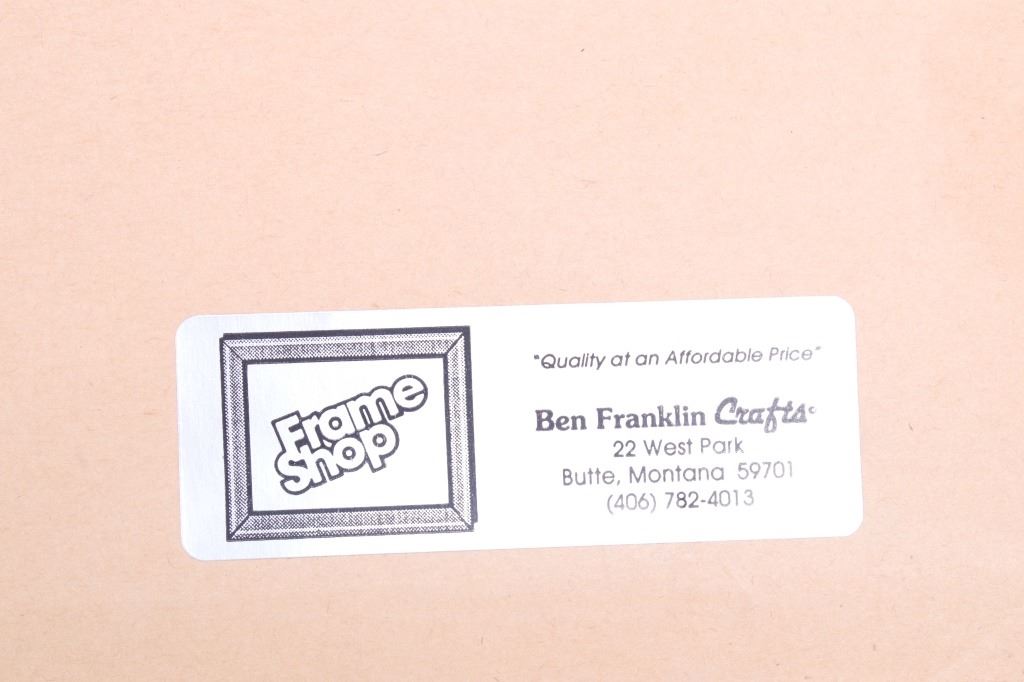 Frame
Shop
"Quality at an Affordable Price"
Ben Franklin Crafts©
22 West Park
Butte, Montana 59701
(406) 782-4013